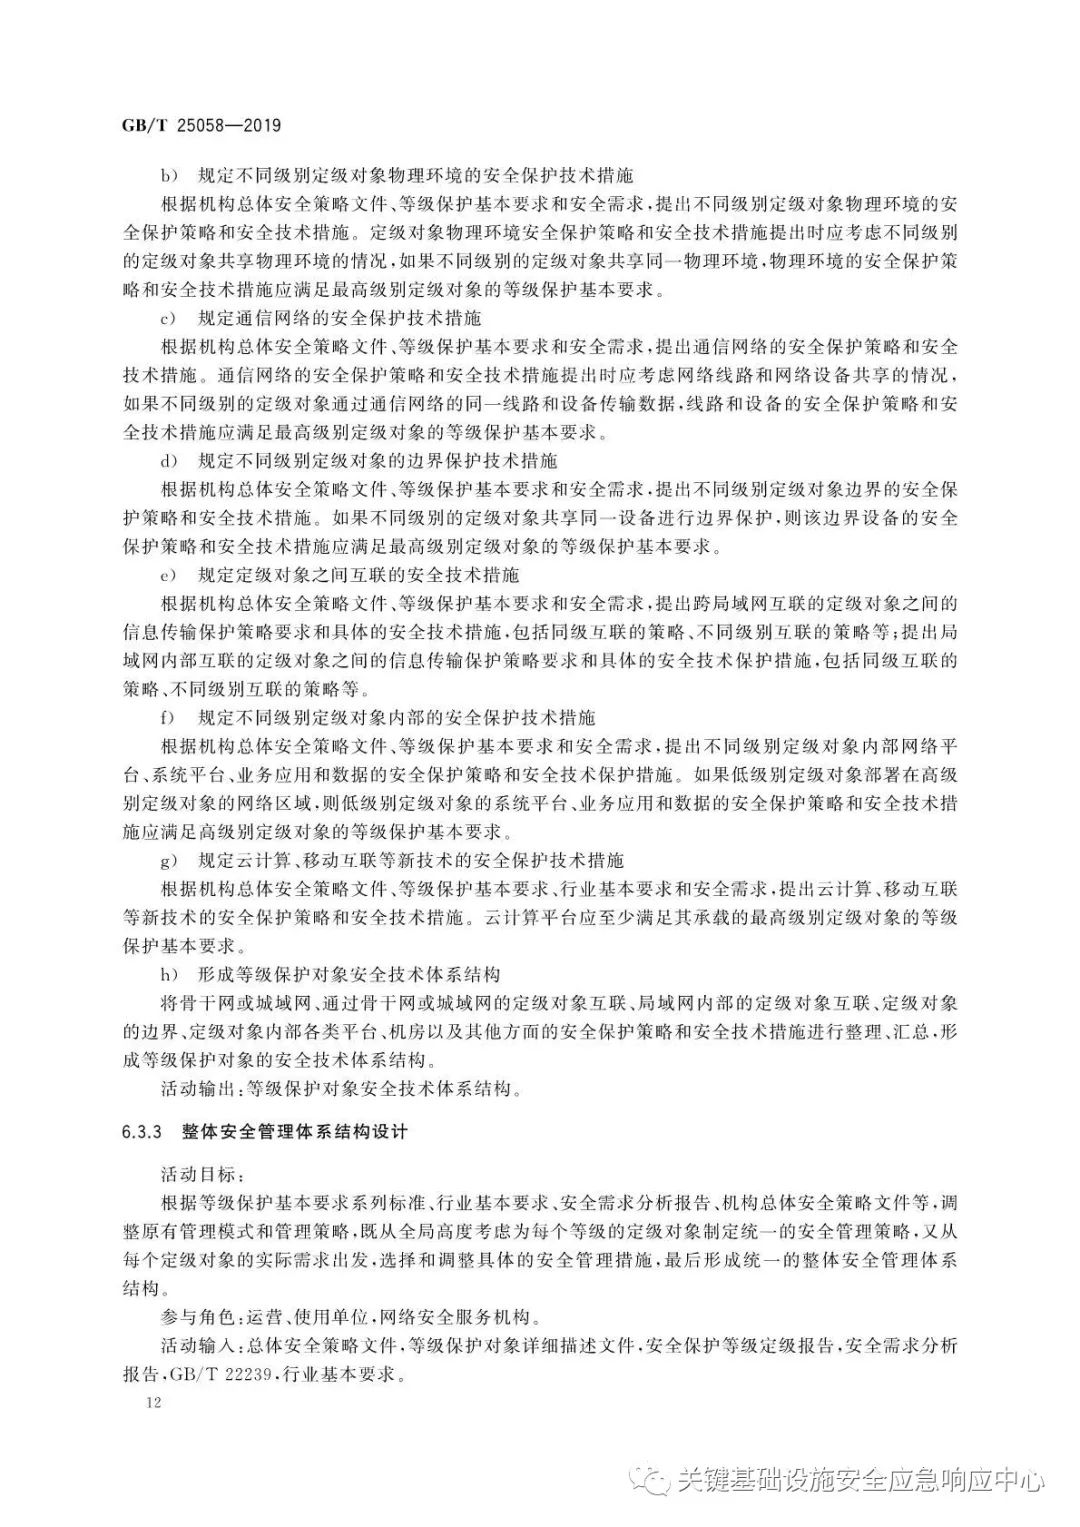 GB/T 25058—2019
b） 规定不同级别定级对象物理环境的安全保护技术措施
根据机构总体安全策略文件、等级保护基本要求和安全需求,提出不同级别定级对象物理环境的安
全保护策略和安全技术措施。定级对象物理环境安全保护策略和安全技术措施提出时应考虑不同级别
的定级对象共享物理环境的情况,如果不同级别的定级对象共享同一物理环境,物理环境的安全保护策
略和安全技术措施应满足最高级别定级对象的等级保护基本要求。
c） 规定通信网络的安全保护技术措施
根据机构总体安全策略文件、等级保护基本要求和安全需求,提出通信网络的安全保护策略和安全
技术措施。通信网络的安全保护策略和安全技术措施提出时应考虑网络线路和网络设备共享的情况,
如果不同级别的定级对象通过通信网络的同一线路和设备传输数据,线路和设备的安全保护策略和安
全技术措施应满足最高级别定级对象的等级保护基本要求。
d） 规定不同级别定级对象的边界保护技术措施
根据机构总体安全策略文件、等级保护基本要求和安全需求,提出不同级别定级对象边界的安全保
护策略和安全技术措施。如果不同级别的定级对象共享同一设备进行边界保护,则该边界设备的安全
保护策略和安全技术措施应满足最高级别定级对象的等级保护基本要求。
e） 规定定级对象之间互联的安全技术措施
根据机构总体安全策略文件、等级保护基本要求和安全需求,提出跨局域网互联的定级对象之间的
信息传输保护策略要求和具体的安全技术措施,包括同级互联的策略、不同级别互联的策略等;提出局
域网内部互联的定级对象之间的信息传输保护策略要求和具体的安全技术保护措施,包括同级互联的
策略、不同级别互联的策略等。
f） 规定不同级别定级对象内部的安全保护技术措施
根据机构总体安全策略文件、等级保护基本要求和安全需求,提出不同级别定级对象内部网络平
台、系统平台、业务应用和数据的安全保护策略和安全技术保护措施。如果低级别定级对象部署在高级
别定级对象的网络区域,则低级别定级对象的系统平台、业务应用和数据的安全保护策略和安全技术措
施应满足高级别定级对象的等级保护基本要求。
g） 规定云计算、移动互联等新技术的安全保护技术措施
根据机构总体安全策略文件、等级保护基本要求、行业基本要求和安全需求,提出云计算、移动互联
等新技术的安全保护策略和安全技术措施。云计算平台应至少满足其承载的最高级别定级对象的等级
保护基本要求。
h） 形成等级保护对象安全技术体系结构
将骨干网或城域网、通过骨干网或城域网的定级对象互联、局域网内部的定级对象互联、定级对象
的边界、定级对象内部各类平台、机房以及其他方面的安全保护策略和安全技术措施进行整理、汇总,形
成等级保护对象的安全技术体系结构。
活动输出:等级保护对象安全技术体系结构。
6.3.3 整体安全管理体系结构设计
活动目标:
根据等级保护基本要求系列标准、行业基本要求、安全需求分析报告、机构总体安全策略文件等,调
整原有管理模式和管理策略,既从全局高度考虑为每个等级的定级对象制定统一的安全管理策略,又从
每个定级对象的实际需求出发,选择和调整具体的安全管理措施,最后形成统一的整体安全管理体系
结构。
参与角色:运营、使用单位,网络安全服务机构。
活动输入:总体安全策略文件,等级保护对象详细描述文件,安全保护等级定级报告,安全需求分析
报告,GB/T 22239,行业基本要求。
12
关键基础设施安全应急响应中心